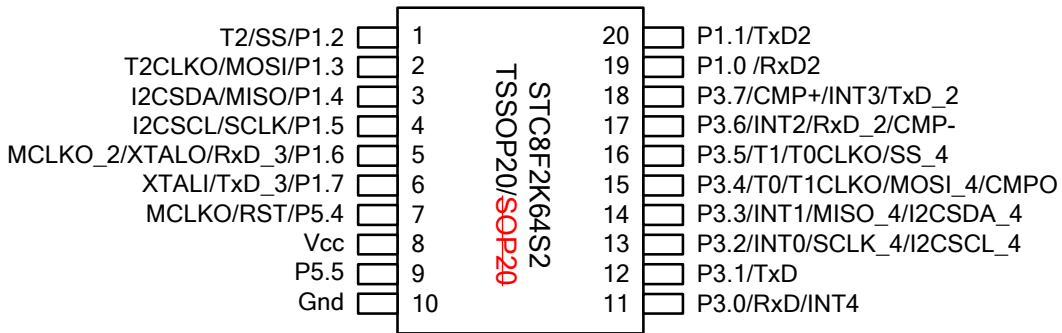 T2/SS/P1.2 1
T2CLKO/MOSI/P1.3 2
I2CSDA/MISO/P1.4 3
I2CSCL/SCLK/P1.5 4
MCLKO_2/XTALO/RxD_3/P1.6 5
XTALI/TxD_3/P1.7 6
MCLKO/RST/P5.4 7
Vcc 8
P5.5 9
Gnd 10
STC8F2K64S2
TSSOP20/SOP20
20 P1.1/TxD2
19 P1.0 /RxD2
18 P3.7/CMP+/INT3/TxD_2
17 P3.6/INT2/RxD_2/CMP-
16 P3.5/T1/T0CLKO/SS_4
15 P3.4/T0/T1CLKO/MOSI_4/CMPO
14 P3.3/INT1/MISO_4/I2CSDA_4
13 P3.2/INT0/SCLK_4/I2CSCL_4
12 P3.1/TxD
11 P3.0/RxD/INT4